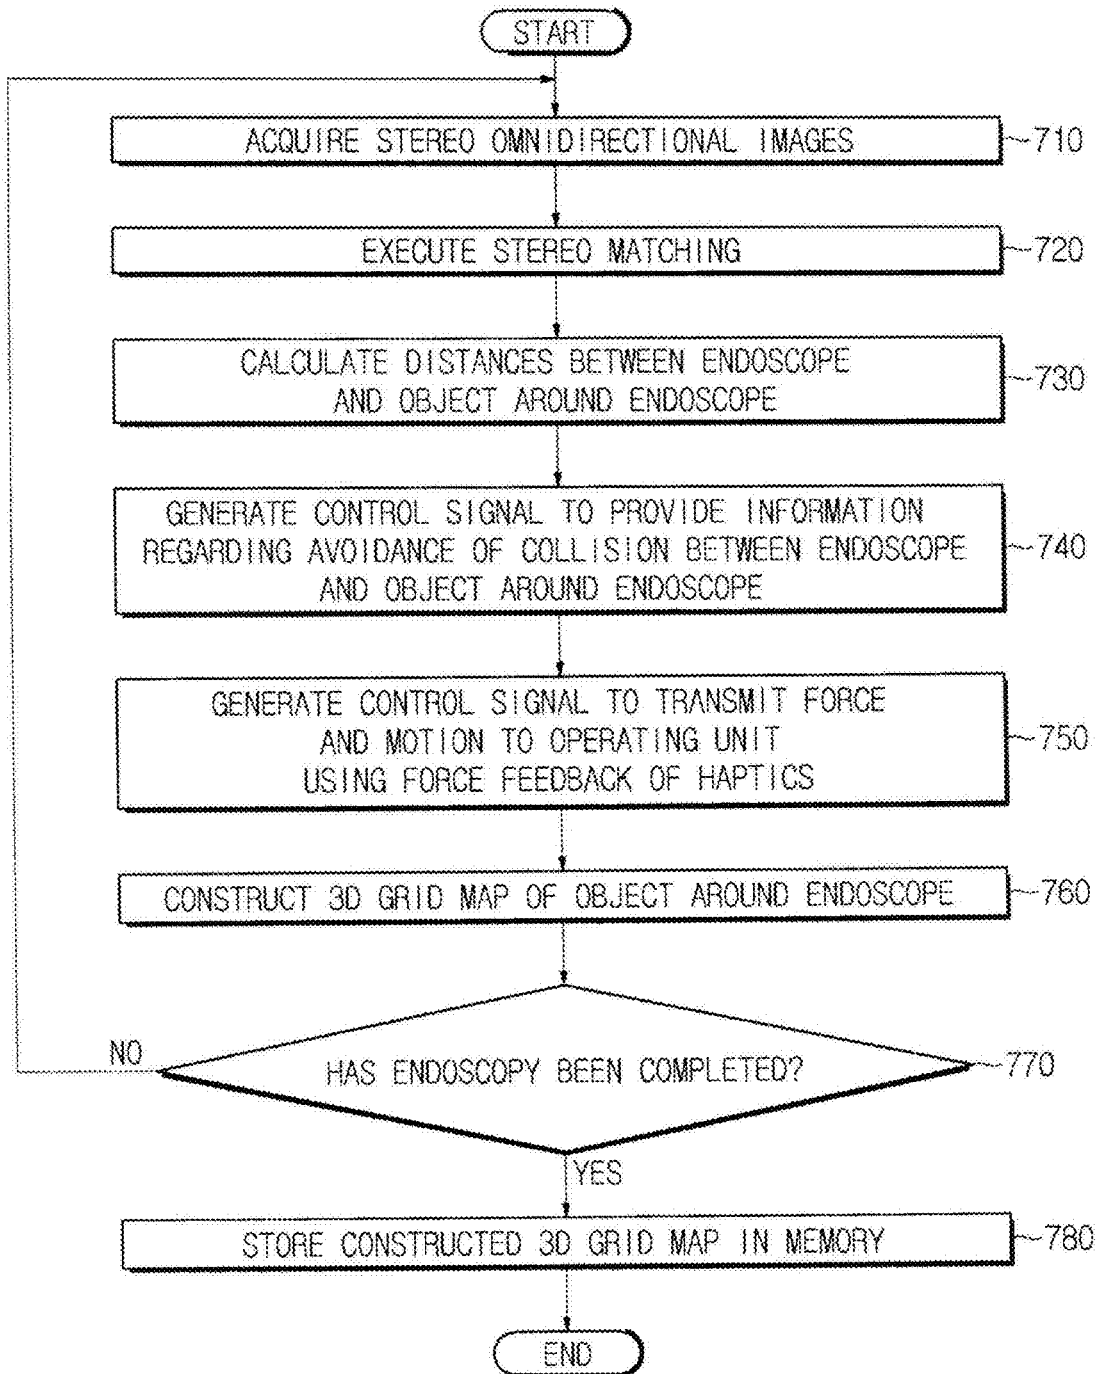 START
ACQUIRE STEREO OMNIDIRECTIONAL IMAGES
710
EXECUTE STEREO MATCHING
720
CALCULATE DISTANCES BETWEEN ENDOSCOPE
AND OBJECT AROUND ENDOSCOPE
730
GENERATE CONTROL SIGNAL TO PROVIDE INFORMATION
REGARDING AVOIDANCE OF COLLISION BETWEEN ENDOSCOPE
AND OBJECT AROUND ENDOSCOPE
740
GENERATE CONTROL SIGNAL TO TRANSMIT FORCE
AND MOTION TO OPERATING UNIT
USING FORCE FEEDBACK OF HAPTICS
750
CONSTRUCT 3D GRID MAP OF OBJECT AROUND ENDOSCOPE
760
NO
HAS ENDOSCOPY BEEN COMPLETED?
770
YES
STORE CONSTRUCTED 3D GRID MAP IN MEMORY
780
END